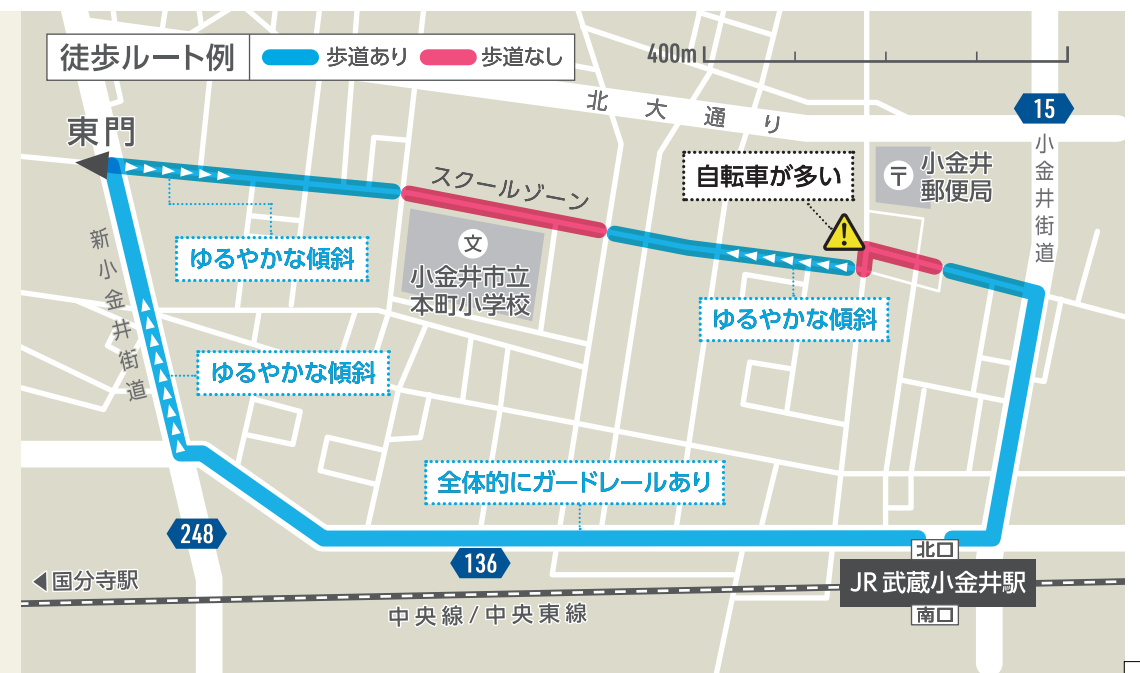 徒歩ルート例 歩道あり 歩道なし
400m
北大通り
15
東門
小金井街道
自転車が多い
〒 小金井
郵便局
スクールゾーン
新小金井街道
ゆるやかな傾斜
文
小金井市立
本町小学校
ゆるやかな傾斜
ゆるやかな傾斜
全体的にガードレールあり
248
136
北口
国分寺駅
JR武蔵小金井駅
中央線/中央東線
南口